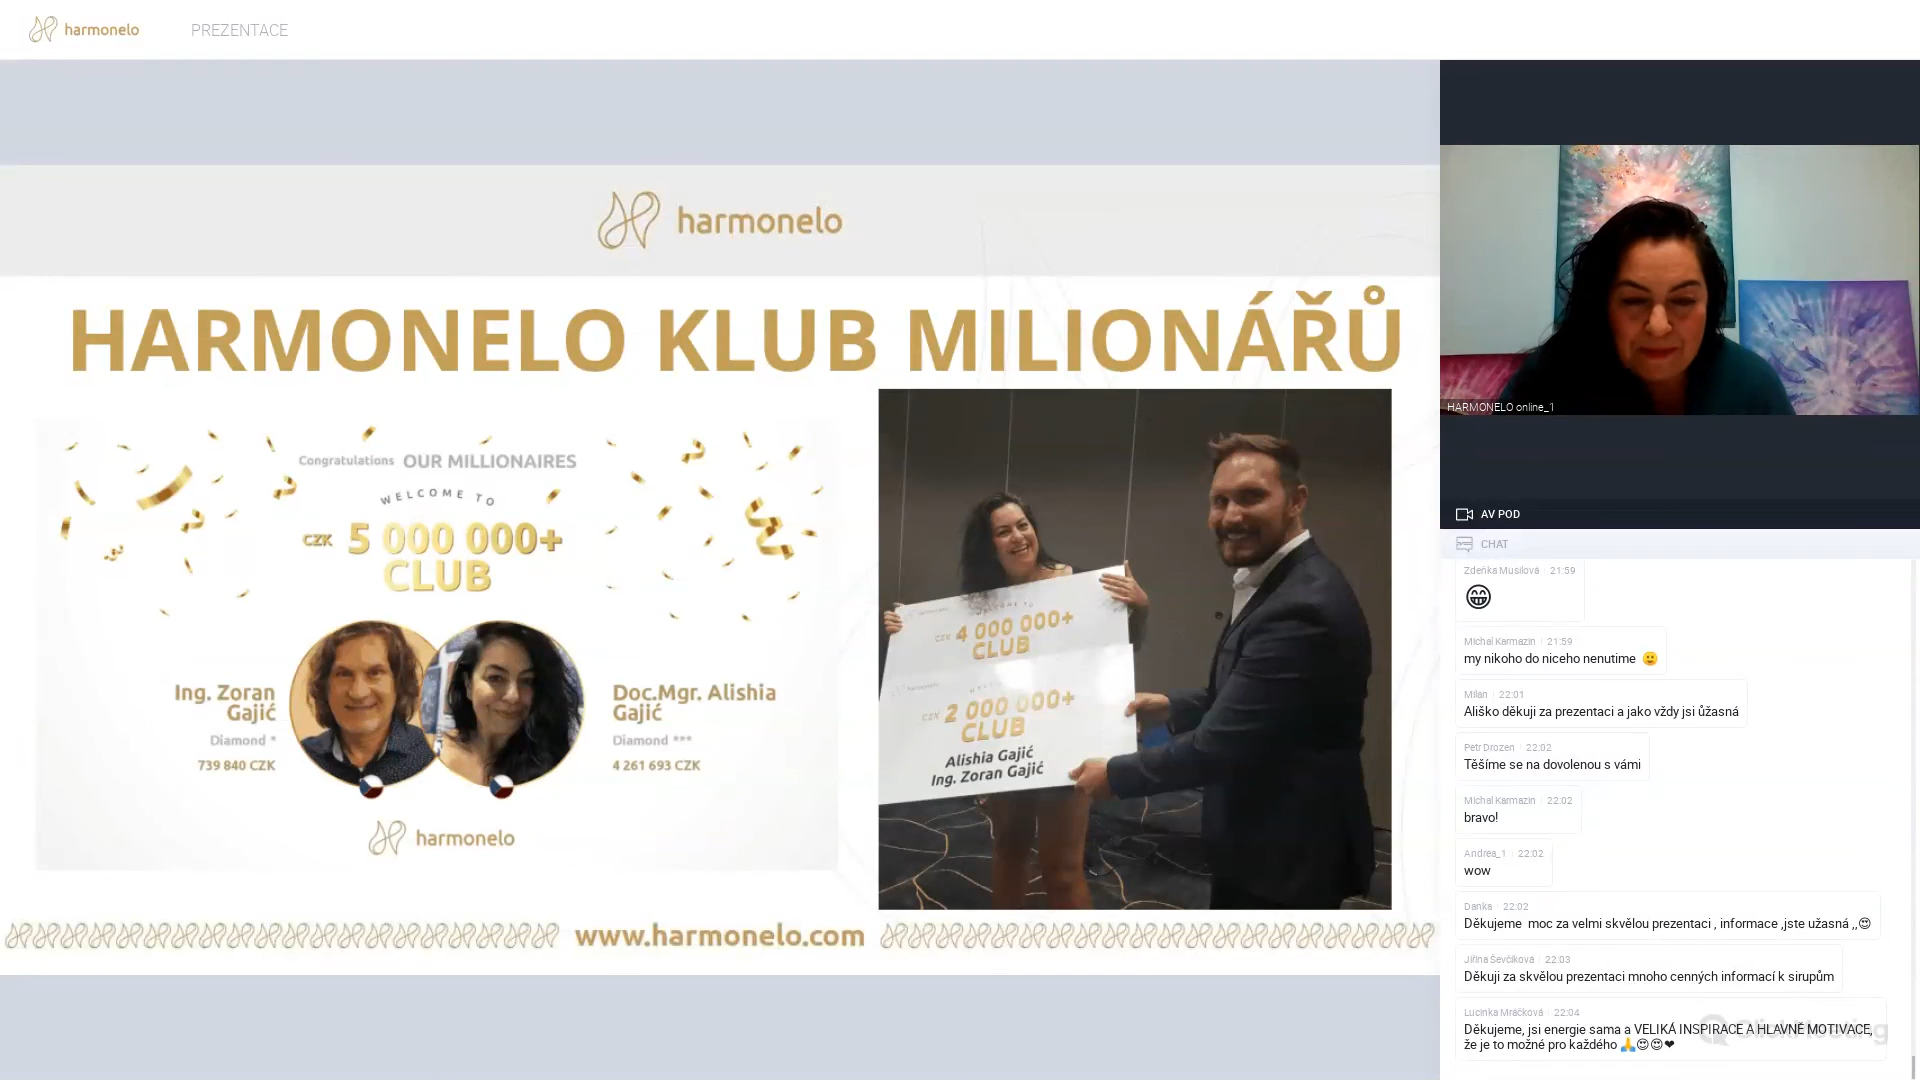 harmonelo
PREZENTACE
harmonelo
HARMONELO KLUB MILIONÁŘŮ
Congratulations OUR MILLIONAIRES
WELCOME TO
CZK 5 000 000+
CLUB
Ing. Zoran
Gajić
Diamond *
739 840 CZK
Doc.Mgr. Alishia
Gajić
Diamond ***
4 261 693 CZK
harmonelo
WELCOME TO
CZK 4 000 000+
CLUB
harmonelo
CZK 2 000 000+
CLUB
Alishia Gajić
Ing. Zoran Gajić
www.harmonelo.com
HARMONELO online_1
AV POD
CHAT
Zdeňka Musilová 21:59
😁
Michal Karmazin 21:59
my nikoho do niceho nenutime 🙂
Milan 22:01
Ališko děkuji za prezentaci a jako vždy jsi ůžasná
Petr Drozen 22:02
Těšíme se na dovolenou s vámi
Michal Karmazin 22:02
bravo!
Andrea_1 22:02
wow
Danka 22:02
Děkujeme  moc za velmi skvělou prezentaci , informace ,jste užasná ,,😍
Jiřina Ševčíková 22:03
Děkuji za skvělou prezentaci mnoho cenných informací k sirupům
Lucinka Mráčková 22:04
Děkujeme, jsi energie sama a VELIKÁ INSPIRACE A HLAVNĚ MOTIVACE,
že je to možné pro každého 🙏😍😍❤
ClickMeeting